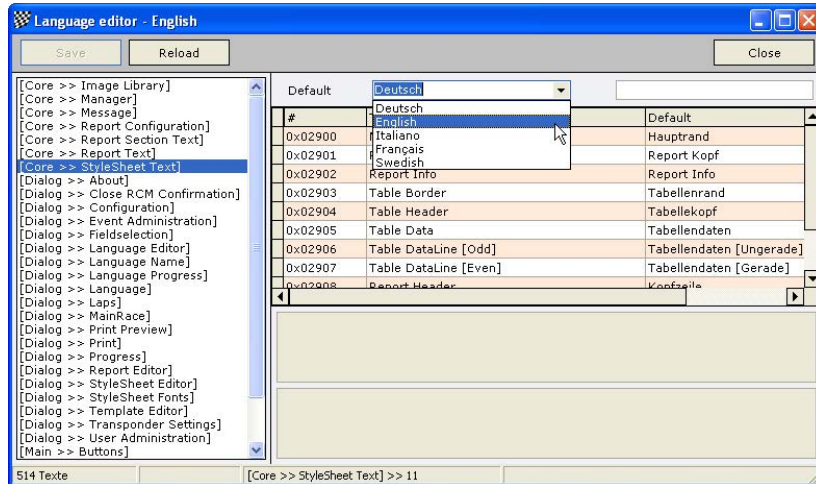 Language editor - English
Save Reload Close
[Core >> Image Library]
[Core >> Manager]
[Core >> Message]
[Core >> Report Configuration]
[Core >> Report Section Text]
[Core >> Report Text]
[Core >> StyleSheet Text]
[Dialog >> About]
[Dialog >> Close RCM Confirmation]
[Dialog >> Configuration]
[Dialog >> Event Administration]
[Dialog >> Fieldselection]
[Dialog >> Language Editor]
[Dialog >> Language Name]
[Dialog >> Language Progress]
[Dialog >> Language]
[Dialog >> Laps]
[Dialog >> MainRace]
[Dialog >> Print Preview]
[Dialog >> Print]
[Dialog >> Progress]
[Dialog >> Report Editor]
[Dialog >> StyleSheet Editor]
[Dialog >> StyleSheet Fonts]
[Dialog >> Template Editor]
[Dialog >> Transponder Settings]
[Dialog >> User Administration]
[Main >> Buttons]
Default Deutsch
Deutsch
English
Italiano
Français
Swedish
# Default
0x02900 Hauptrand
0x02901 Report Kopf
0x02902 Report Info Report Info
0x02903 Table Border Tabellenrand
0x02904 Table Header Tabellekopf
0x02905 Table Data Tabellendaten
0x02906 Table DataLine [Odd] Tabellendaten [Ungerade]
0x02907 Table DataLine [Even] Tabellendaten [Gerade]
0x02908 Report Header Kopfzeile
514 Texte [Core >> StyleSheet Text] >> 11